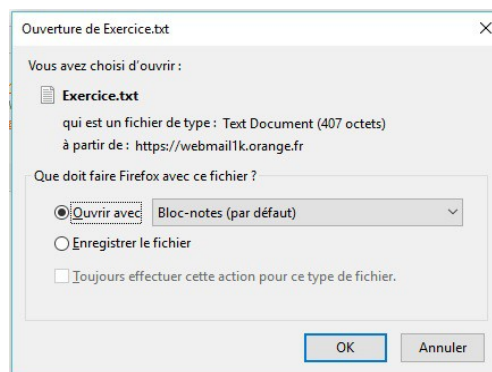 Ouverture de Exercice.txt
Vous avez choisi d'ouvrir :
Exercice.txt
qui est un fichier de type : Text Document (407 octets)
à partir de : https://webmail1k.orange.fr
Que doit faire Firefox avec ce fichier ?
Ouvrir avec Bloc-notes (par défaut)
Enregistrer le fichier
Toujours effectuer cette action pour ce type de fichier.
OK Annuler